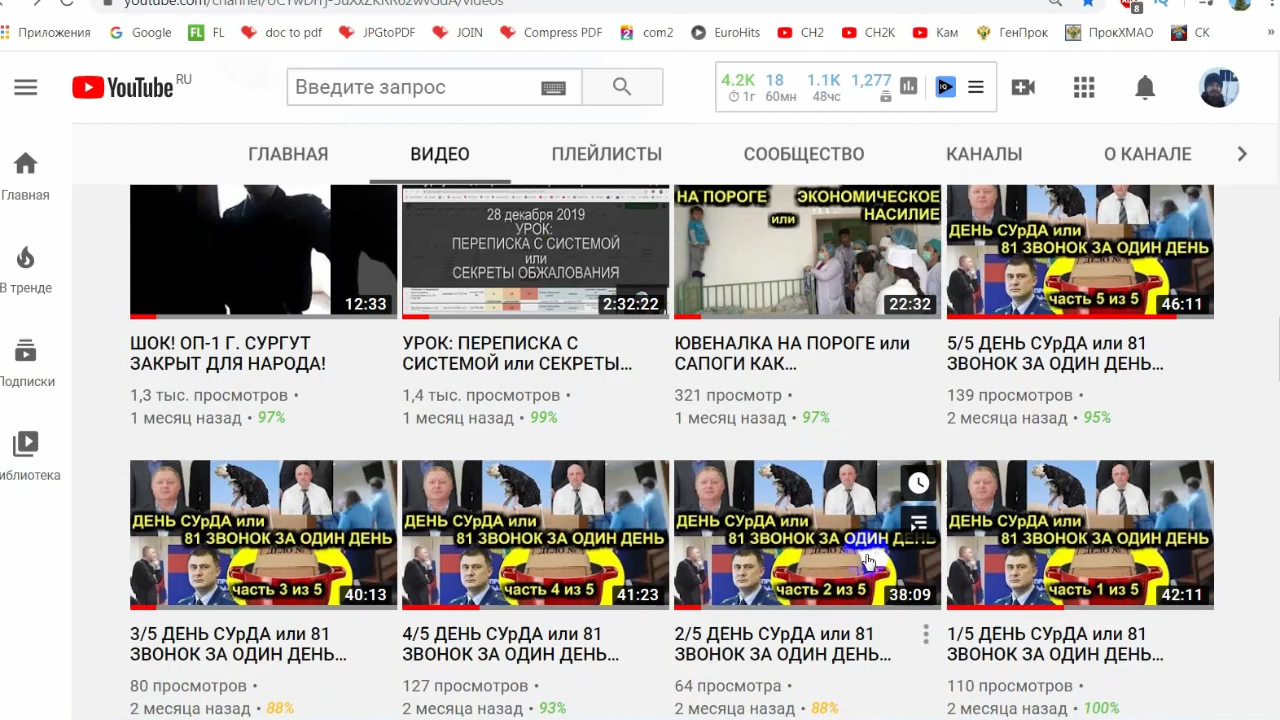 Приложения
Google
FL
FL
doc to pdf
JPGtoPDF
JOIN
Compress PDF
com2
EuroHits
CH2
CH2K
Кам
ГенПрок
ПрокХМАО
СК
»
YouTube RU
Введите запрос
4.2K 18 1.1K 1,277
1г 60мн 48чс
IQ
8
ГЛАВНАЯ
ВИДЕО
ПЛЕЙЛИСТЫ
СООБЩЕСТВО
КАНАЛЫ
О КАНАЛЕ
Главная
В тренде
Подписки
иблиотека
12:33
28 декабря 2019
УРОК:
ПЕРЕПИСКА С СИСТЕМОЙ
или
СЕКРЕТЫ ОБЖАЛОВАНИЯ
2:32:22
НА ПОРОГЕ ЭКОНОМИЧЕСКОЕ
или НАСИЛИЕ
22:32
ДЕНЬ СУрДА или
81 ЗВОНОК ЗА ОДИН ДЕНЬ
часть 5 из 5
46:11
ШОК! ОП-1 Г. СУРГУТ
ЗАКРЫТ ДЛЯ НАРОДА!
1,3 тыс. просмотров •
1 месяц назад • 97%
УРОК: ПЕРЕПИСКА С
СИСТЕМОЙ или СЕКРЕТЫ...
1,4 тыс. просмотров •
1 месяц назад • 99%
ЮВЕНАЛКА НА ПОРОГЕ или
САПОГИ КАК...
321 просмотр •
1 месяц назад • 97%
5/5 ДЕНЬ СУрДА или 81
ЗВОНОК ЗА ОДИН ДЕНЬ...
139 просмотров •
2 месяца назад • 95%
ДЕНЬ СУрДА или
81 ЗВОНОК ЗА ОДИН ДЕНЬ
ДЕЛО №
часть 3 из 5
40:13
ДЕНЬ СУрДА или
81 ЗВОНОК ЗА ОДИН ДЕНЬ
ДЕЛО №
часть 4 из 5
41:23
ДЕНЬ СУрДА или
81 ЗВОНОК ЗА ОДИН ДЕНЬ
ДЕЛО №
часть 2 из 5
38:09
ДЕНЬ СУрДА или
81 ЗВОНОК ЗА ОДИН ДЕНЬ
ДЕЛО №
часть 1 из 5
42:11
3/5 ДЕНЬ СУрДА или 81
ЗВОНОК ЗА ОДИН ДЕНЬ...
80 просмотров •
2 месяца назад • 88%
4/5 ДЕНЬ СУрДА или 81
ЗВОНОК ЗА ОДИН ДЕНЬ...
127 просмотров •
2 месяца назад • 93%
2/5 ДЕНЬ СУрДА или 81
ЗВОНОК ЗА ОДИН ДЕНЬ...
64 просмотра •
2 месяца назад • 88%
1/5 ДЕНЬ СУрДА или 81
ЗВОНОК ЗА ОДИН ДЕНЬ...
110 просмотров •
2 месяца назад • 100%